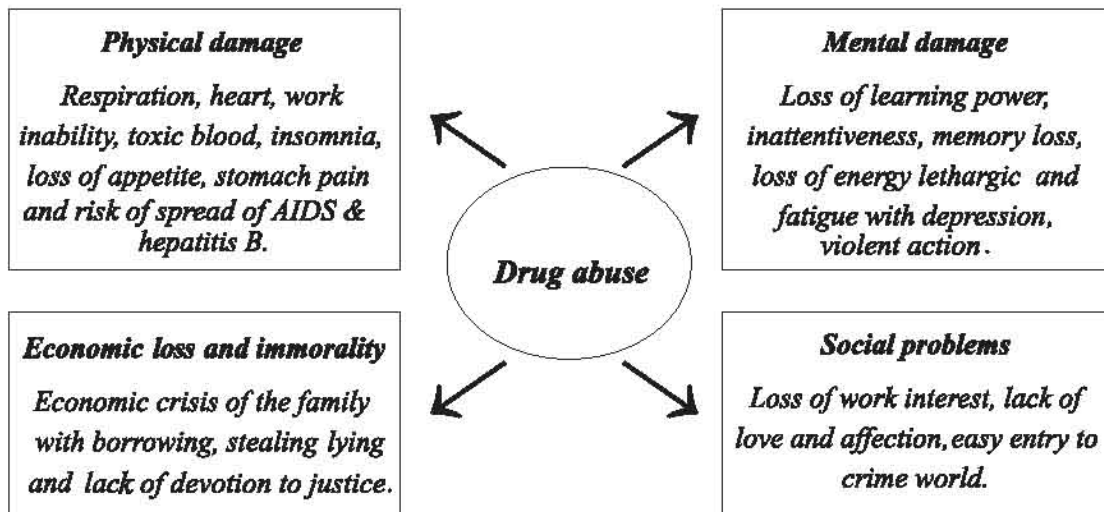 Physical damage
Respiration, heart, work
inability, toxic blood, insomnia,
loss of appetite, stomach pain
and risk of spread of AIDS &
hepatitis B.
Mental damage
Loss of learning power,
inattentiveness, memory loss,
loss of energy lethargic and
fatigue with depression,
violent action.
Drug abuse
Economic loss and immorality
Economic crisis of the family
with borrowing, stealing lying
and lack of devotion to justice.
Social problems
Loss of work interest, lack of
love and affection, easy entry to
crime world.